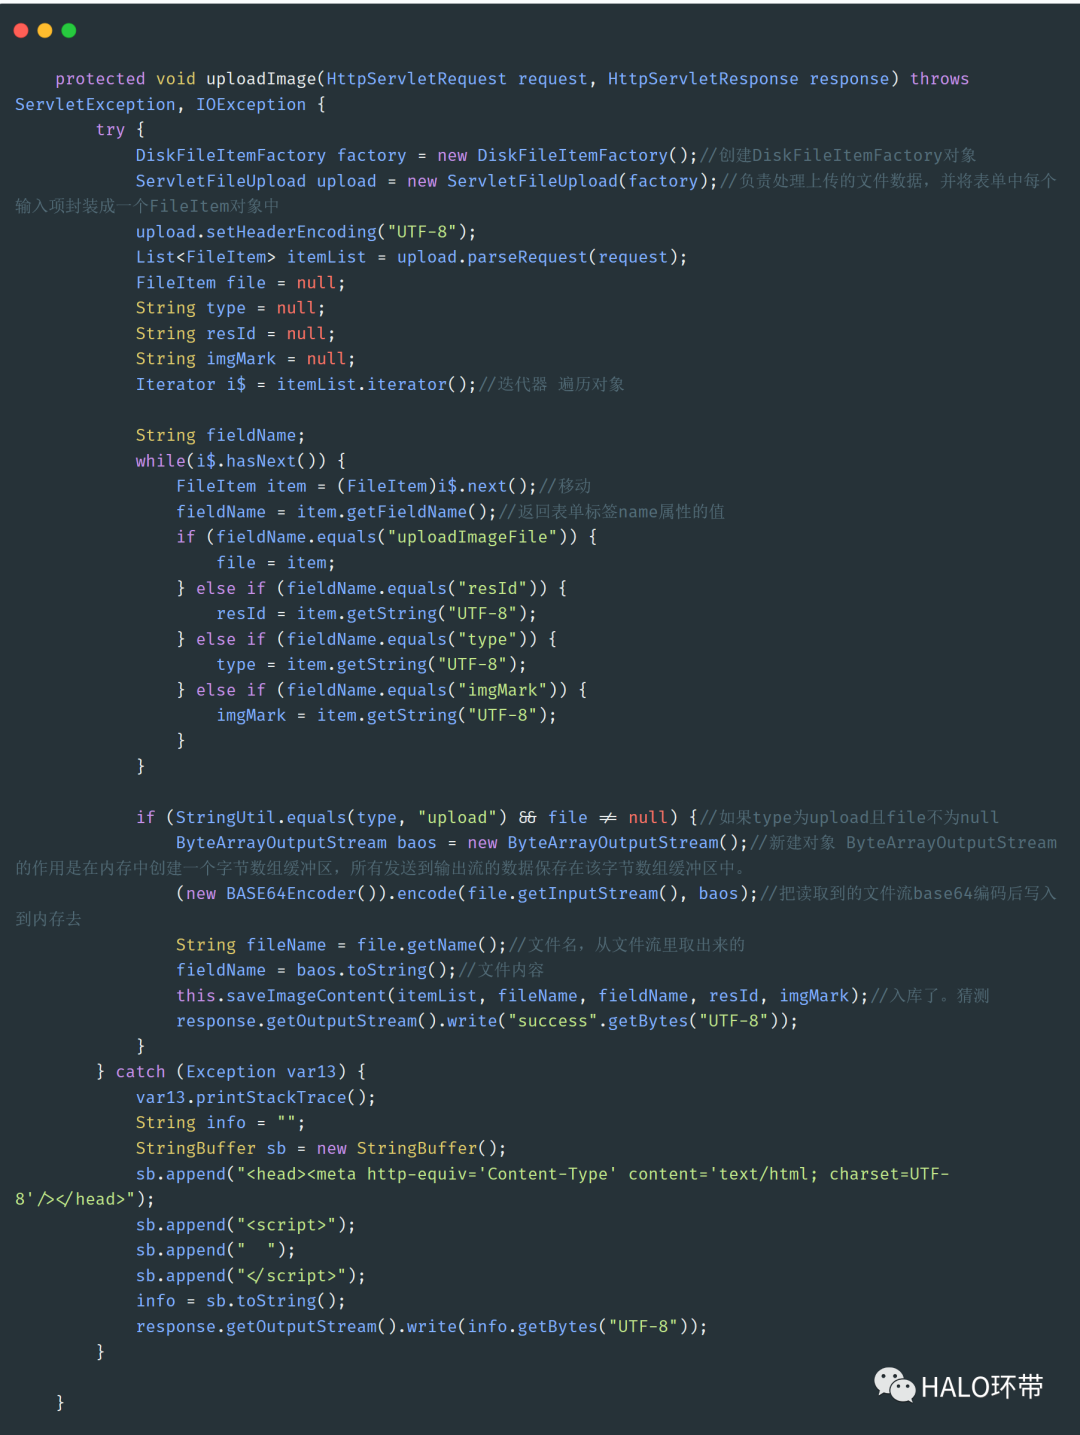 protected void uploadImage(HttpServletRequest request, HttpServletResponse response) throws
ServletException, IOException {
try {
DiskFileItemFactory factory = new DiskFileItemFactory();//创建DiskFileItemFactory对象
ServletFileUpload upload = new ServletFileUpload(factory);//负责处理上传的文件数据，并将表单中每个
输入项封装成一个FileItem对象中
upload.setHeaderEncoding("UTF-8");
List<FileItem> itemList = upload.parseRequest(request);
FileItem file = null;
String type = null;
String resId = null;
String imgMark = null;
Iterator i$ = itemList.iterator();//迭代器 遍历对象
String fieldName;
while(i$.hasNext()) {
FileItem item = (FileItem)i$.next();//移动
fieldName = item.getFieldName();//返回表单标签name属性的值
if (fieldName.equals("uploadImageFile")) {
file = item;
} else if (fieldName.equals("resId")) {
resId = item.getString("UTF-8");
} else if (fieldName.equals("type")) {
type = item.getString("UTF-8");
} else if (fieldName.equals("imgMark")) {
imgMark = item.getString("UTF-8");
}
}
if (StringUtil.equals(type, "upload") && file != null) {//如果type为upload且file不为null
ByteArrayOutputStream baos = new ByteArrayOutputStream();//新建对象 ByteArrayOutputStream
的作用是在内存中创建一个字节数组缓冲区，所有发送到输出流的数据保存在该字节数组缓冲区中。
(new BASE64Encoder()).encode(file.getInputStream(), baos);//把读取到的文件流base64编码后写入
到内存去
String fileName = file.getName();//文件名，从文件流里取出来的
fieldName = baos.toString();//文件内容
this.saveImageContent(itemList, fileName, fieldName, resId, imgMark);//入库了。猜测
response.getOutputStream().write("success".getBytes("UTF-8"));
}
} catch (Exception var13) {
var13.printStackTrace();
String info = "";
StringBuffer sb = new StringBuffer();
sb.append("<head><meta http-equiv='Content-Type' content='text/html; charset=UTF-
8'/></head>");
sb.append("<script>");
sb.append("  ");
sb.append("</script>");
info = sb.toString();
response.getOutputStream().write(info.getBytes("UTF-8"));
}
}
HALO环带